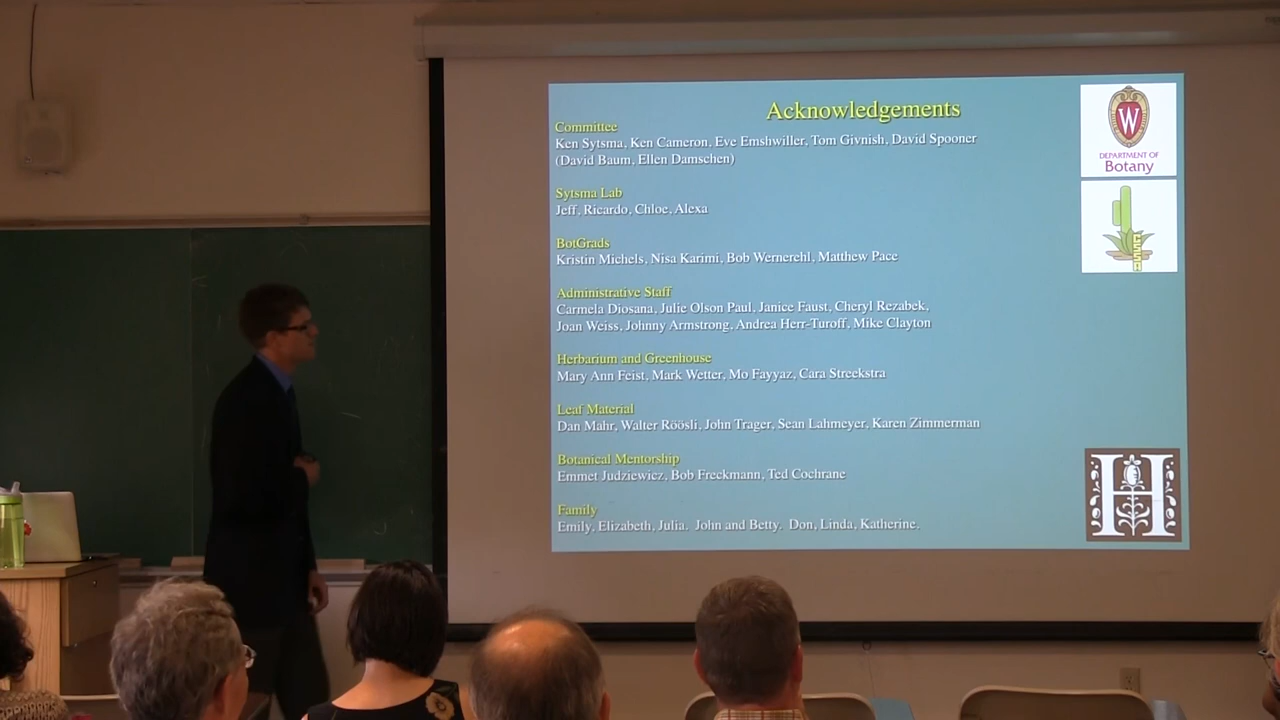 Acknowledgements
Committee
Ken Sytsma, Ken Cameron, Eve Emshwiller, Tom Givnish, David Spooner
(David Baum, Ellen Damschen)
Sytsma Lab
Jeff, Ricardo, Chloe, Alexa
BotGrads
Kristin Michels, Nisa Karimi, Bob Wernerehl, Matthew Pace
Administrative Staff
Carmela Diosana, Julie Olson Paul, Janice Faust, Cheryl Rezabek,
Joan Weiss, Johnny Armstrong, Andrea Herr-Turoff, Mike Clayton
Herbarium and Greenhouse
Mary Ann Feist, Mark Wetter, Mo Fayyaz, Cara Streekstra
Leaf Material
Dan Mahr, Walter Röösli, John Trager, Sean Lahmeyer, Karen Zimmerman
Botanical Mentorship
Emmet Judziewicz, Bob Freckmann, Ted Cochrane
Family
Emily, Elizabeth, Julia. John and Betty. Don, Linda, Katherine.
W
DEPARTMENT OF
Botany
CSSA
H